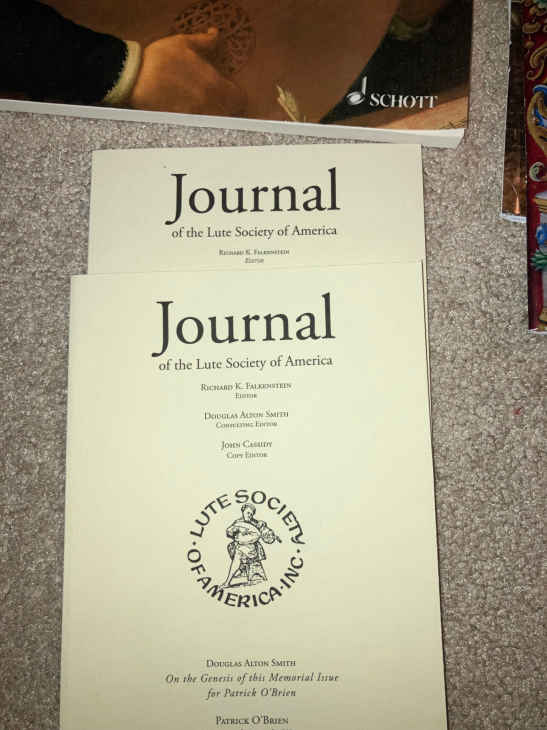 SCHOTT
Journal
of the Lute Society of America
Richard K. Falkenstein
Editor
Journal
of the Lute Society of America
Richard K. Falkenstein
Editor
Douglas Alton Smith
Consulting Editor
John Cassidy
Copy Editor
· LUTE SOCIETY · OF AMERICA · INC ·
Douglas Alton Smith
On the Genesis of this Memorial Issue
for Patrick O'Brien
Patrick O'Brien